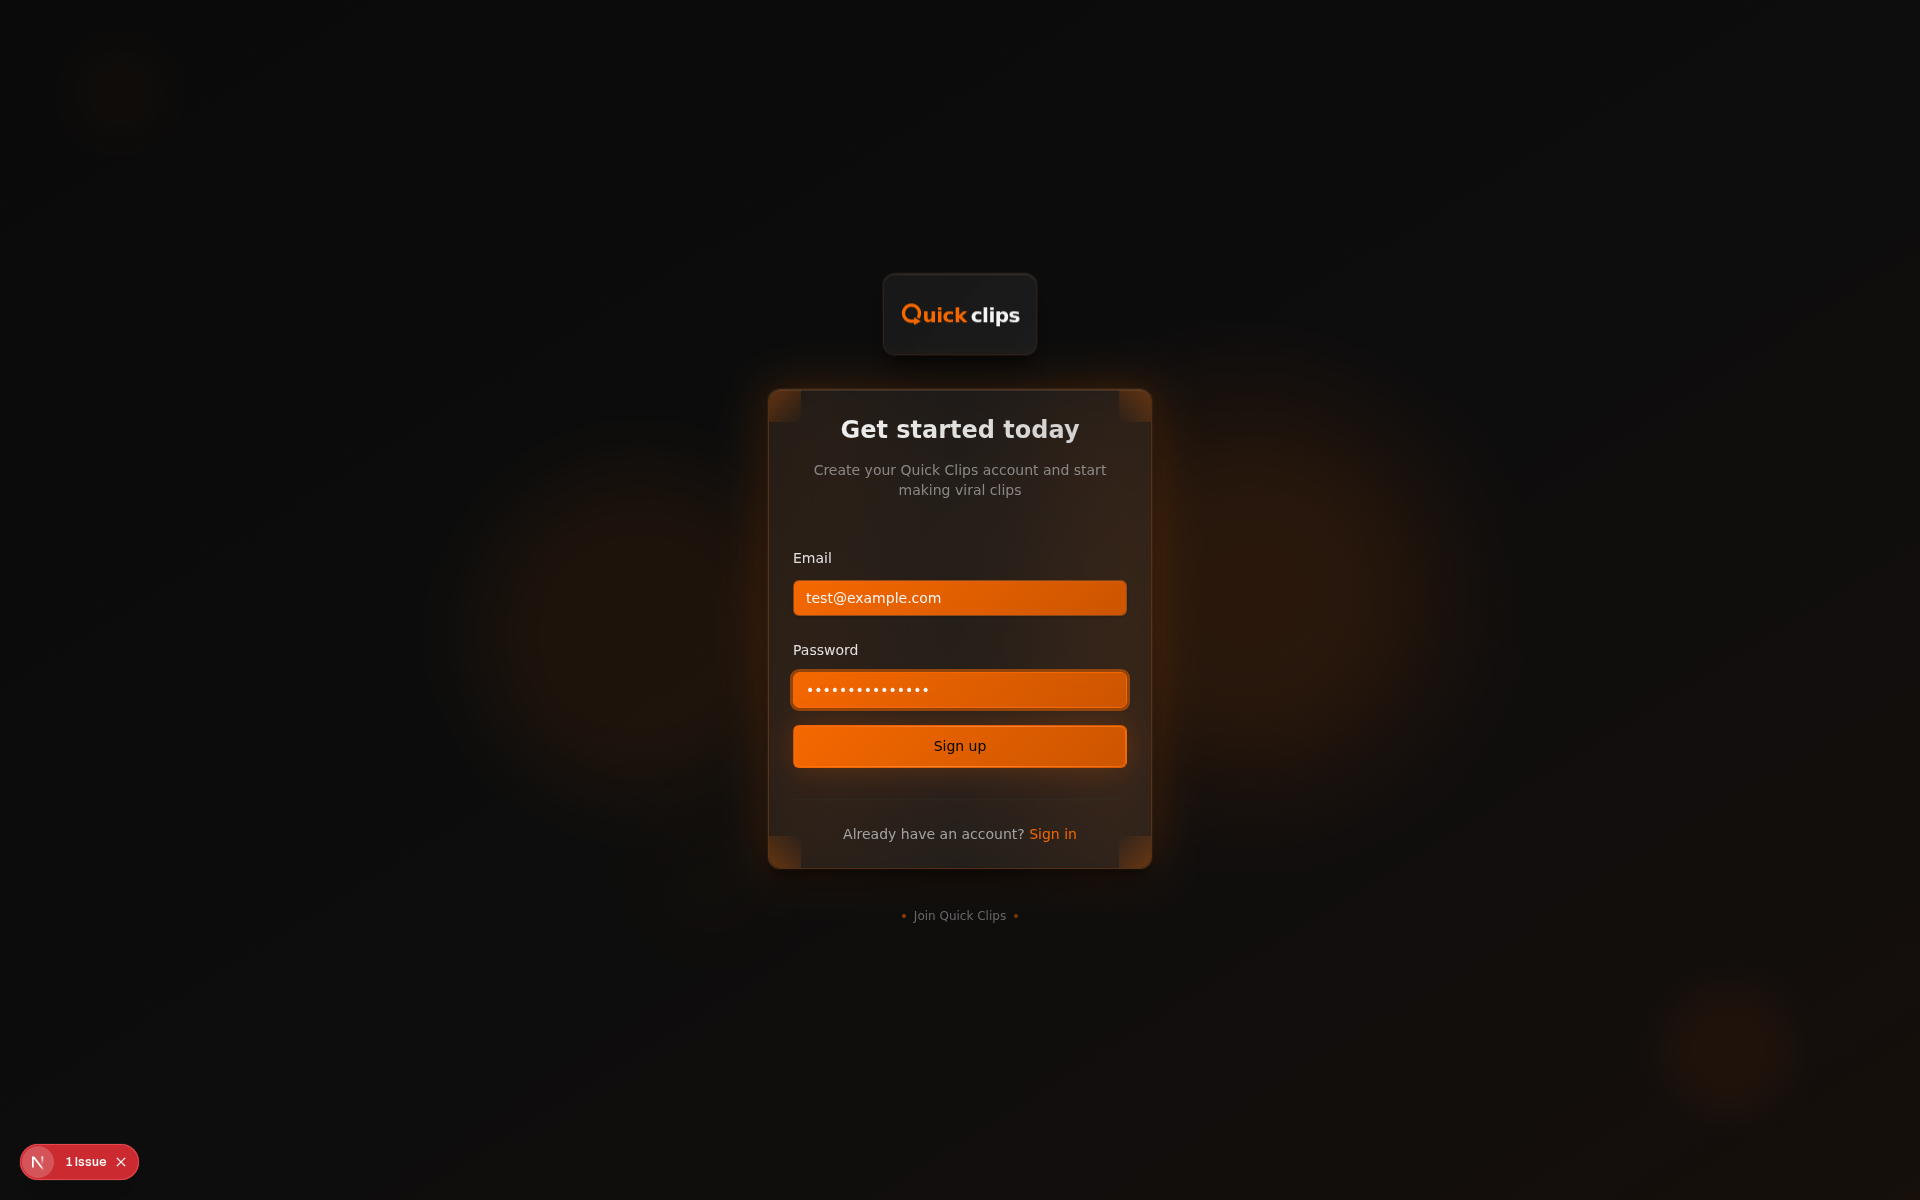 Quick clips
Get started today
Create your Quick Clips account and start
making viral clips
Email
test@example.com
Password
•••••••••••••••
Sign up
Already have an account? Sign in
• Join Quick Clips •
N 1 Issue ×